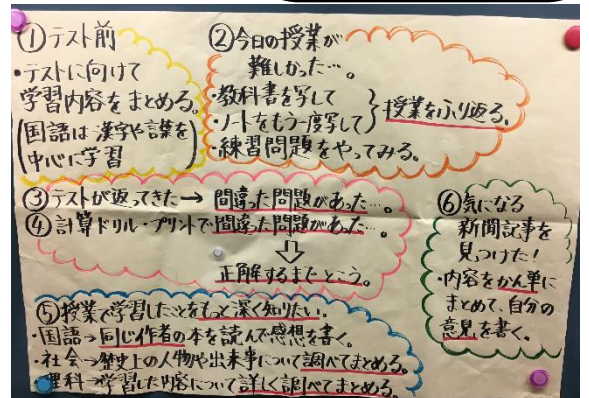 ①テスト前
・テストに向けて
学習内容をまとめる。
(国語は漢字や言葉を
中心に学習)
②今日の授業が
難しかった…。
・教科書を写して
・ノートをもう一度写して
・練習問題をやってみる。
授業をふり返る。
③テストが返ってきた→間違った問題があった…。
④計算ドリル・プリントで間違った問題があった…。
⇩
正解するまでとこう。
⑤授業で学習したことをもっと深く知りたい。
・国語→同じ作者の本を読んで感想を書く。
・社会→歴史上の人物や出来事について調べてまとめる。
・理科→学習した内容について詳しく調べてまとめる。
⑥気になる
新聞記事を
見つけた!
・内容をかん単に
まとめて、自分の
意見を書く。